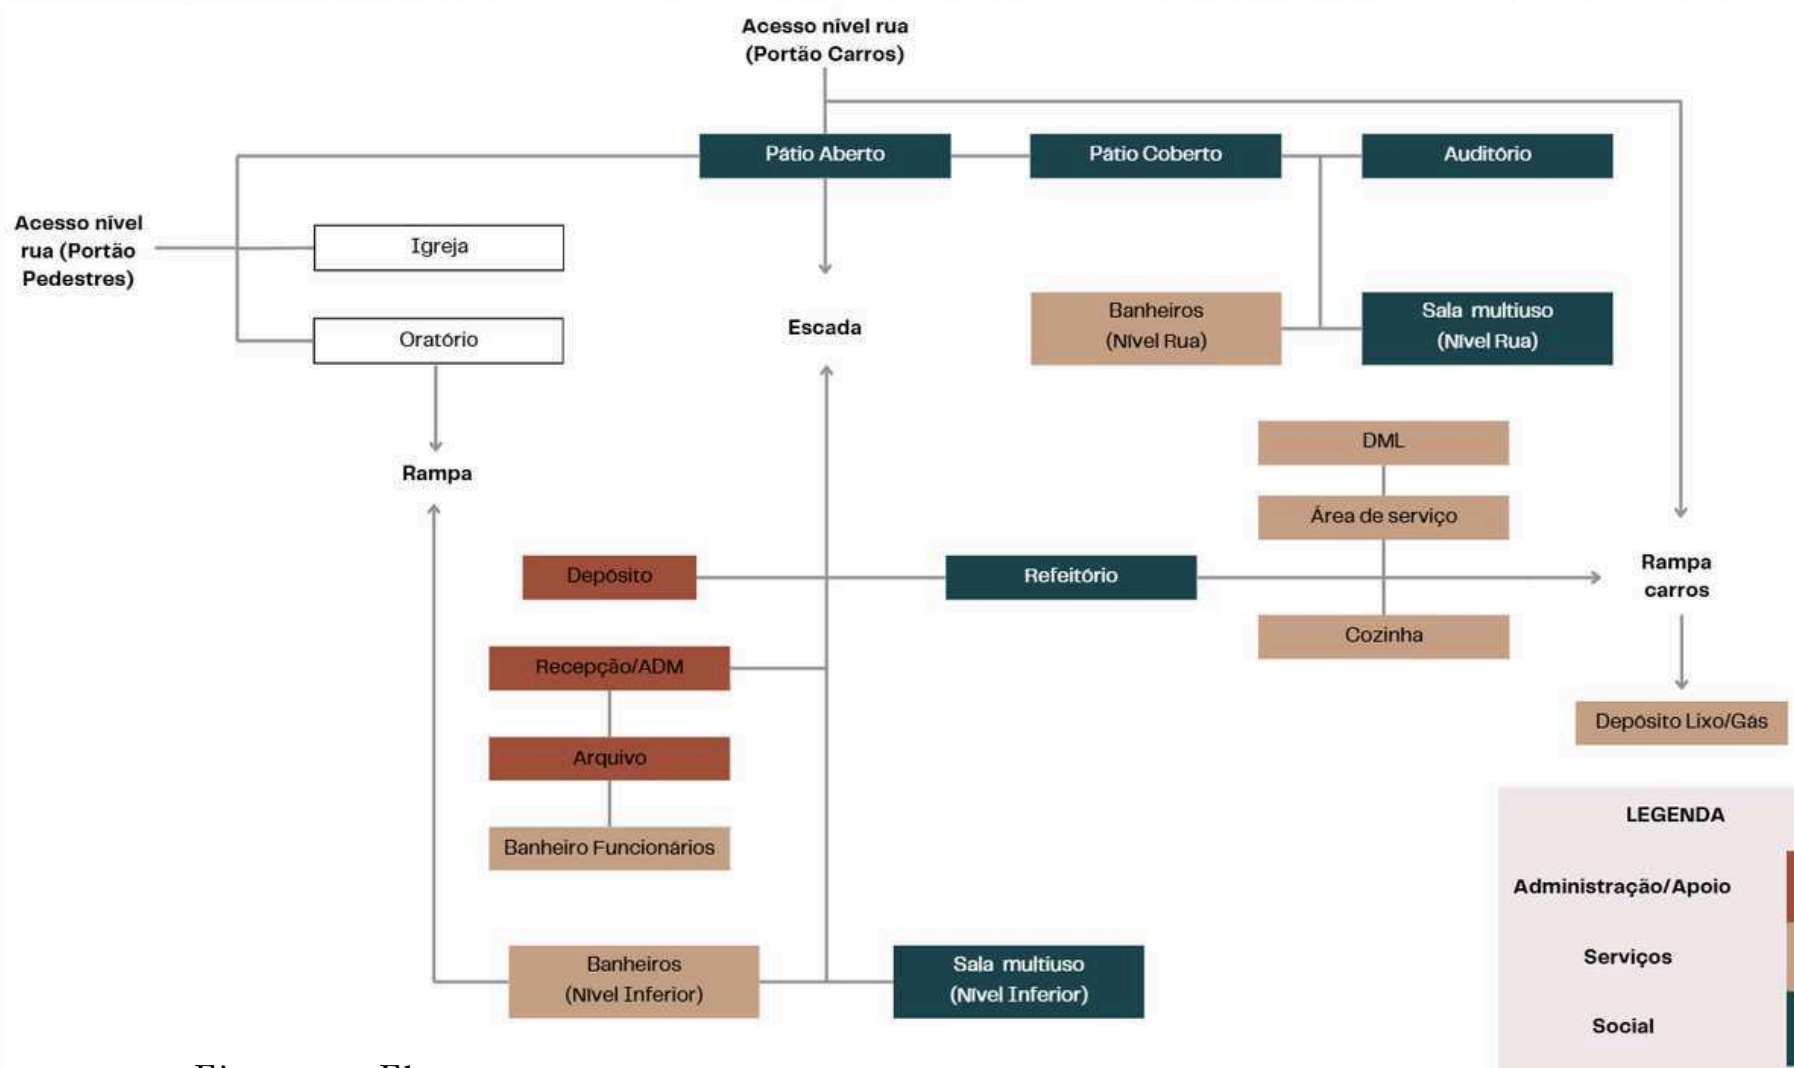 Acesso nível rua
(Portão Carros)
Pátio Aberto
Pátio Coberto
Auditório
Acesso nível
rua (Portão
Pedestres)
Igreja
Oratório
Escada
Banheiros
(Nível Rua)
Sala multiuso
(Nível Rua)
Rampa
DML
Área de serviço
Depósito
Refeitório
Rampa
carros
Cozinha
Recepção/ADM
Depósito Lixo/Gás
Arquivo
Banheiro Funcionários
Banheiros
(Nível Inferior)
Sala multiuso
(Nível Inferior)
LEGENDA
Administração/Apoio
Serviços
Social